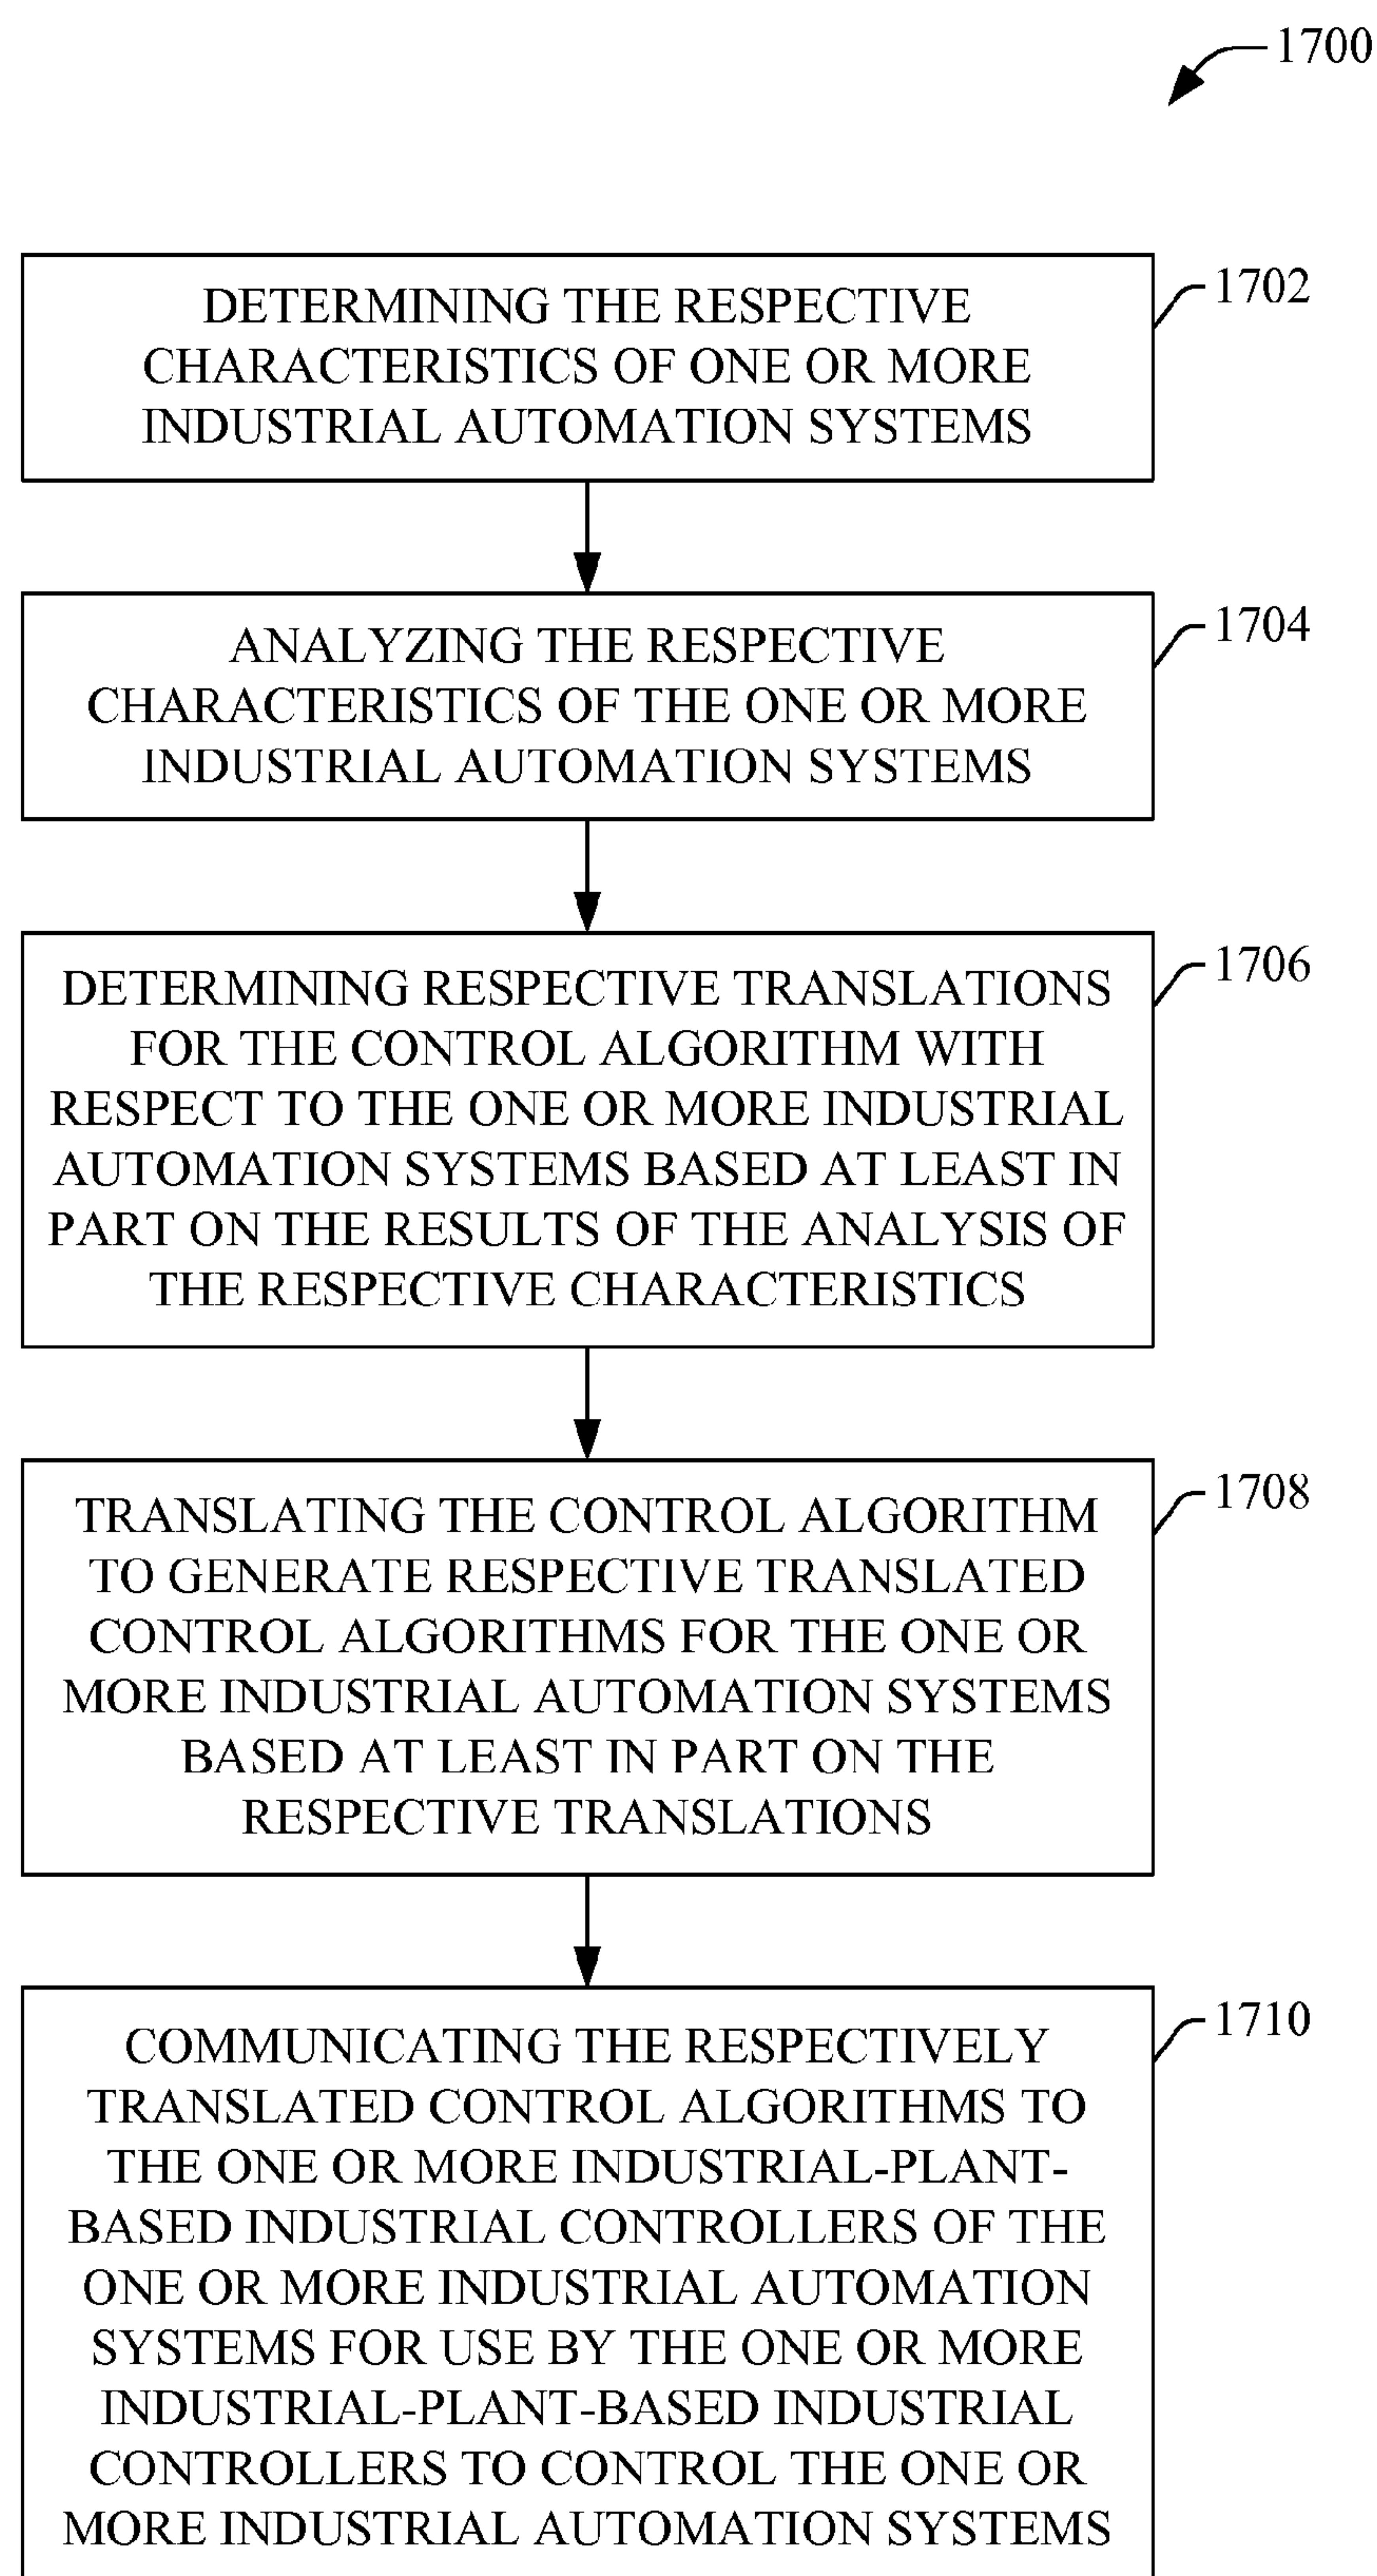 1700
DETERMINING THE RESPECTIVE
CHARACTERISTICS OF ONE OR MORE
INDUSTRIAL AUTOMATION SYSTEMS
1702
ANALYZING THE RESPECTIVE
CHARACTERISTICS OF THE ONE OR MORE
INDUSTRIAL AUTOMATION SYSTEMS
1704
DETERMINING RESPECTIVE TRANSLATIONS
FOR THE CONTROL ALGORITHM WITH
RESPECT TO THE ONE OR MORE INDUSTRIAL
AUTOMATION SYSTEMS BASED AT LEAST IN
PART ON THE RESULTS OF THE ANALYSIS OF
THE RESPECTIVE CHARACTERISTICS
1706
TRANSLATING THE CONTROL ALGORITHM
TO GENERATE RESPECTIVE TRANSLATED
CONTROL ALGORITHMS FOR THE ONE OR
MORE INDUSTRIAL AUTOMATION SYSTEMS
BASED AT LEAST IN PART ON THE
RESPECTIVE TRANSLATIONS
1708
COMMUNICATING THE RESPECTIVELY
TRANSLATED CONTROL ALGORITHMS TO
THE ONE OR MORE INDUSTRIAL-PLANT-
BASED INDUSTRIAL CONTROLLERS OF THE
ONE OR MORE INDUSTRIAL AUTOMATION
SYSTEMS FOR USE BY THE ONE OR MORE
INDUSTRIAL-PLANT-BASED INDUSTRIAL
CONTROLLERS TO CONTROL THE ONE OR
MORE INDUSTRIAL AUTOMATION SYSTEMS
1710